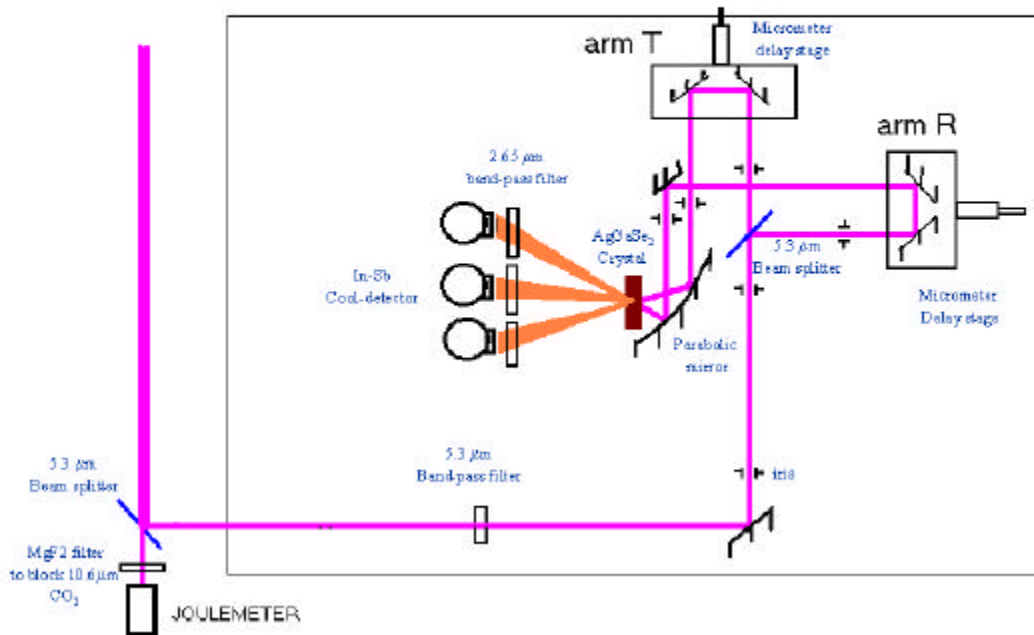 Micrometer
delay stage
arm T
arm R
2.65 μm
band-pass filter
AgGaSe2
Crystal
5.3 μm
Beam splitter
In-Sb
Cool-detector
Micrometer
Delay stage
Parabolic
mirror
5.3 μm
Beam splitter
5.3 μm
Band-pass filter
iris
MgF2 filter
to block 10.6 μm
CO2
JOULEMETER